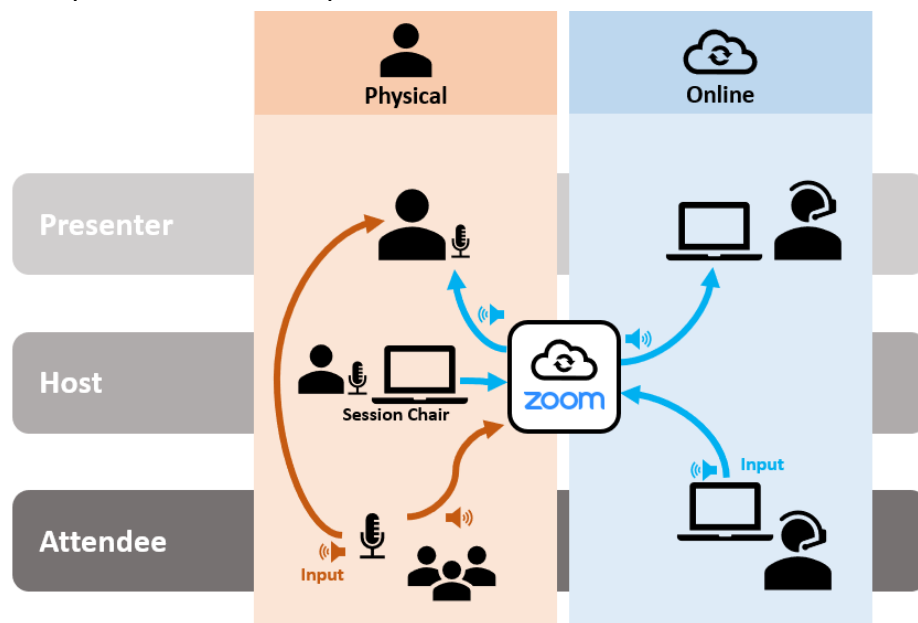 Physical
Online
Presenter
Host
Session Chair
zoom
Input
Attendee
Input